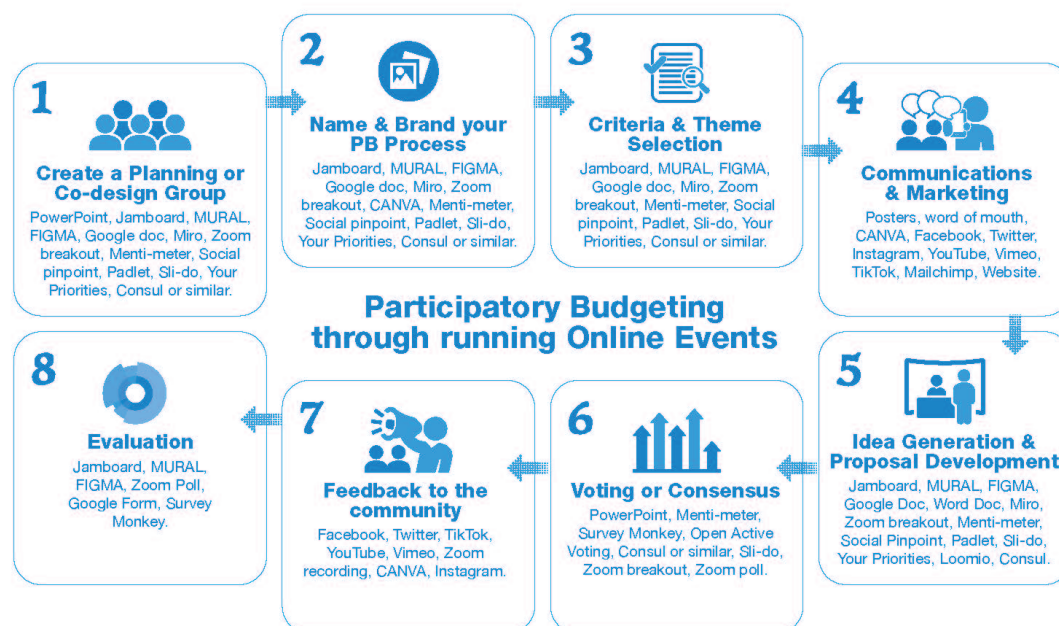 1
Create a Planning or
Co-design Group
PowerPoint, Jamboard, MURAL,
FIGMA, Google doc, Miro, Zoom
breakout, Menti-meter, Social
pinpoint, Padlet, Sli-do, Your
Priorities, Consul or similar.
2
Name & Brand your
PB Process
Jamboard, MURAL, FIGMA,
Google doc, Miro, Zoom
breakout, CANVA, Menti-meter,
Social pinpoint, Padlet, Sli-do,
Your Priorities, Consul or similar.
3
Criteria & Theme
Selection
Jamboard, MURAL, FIGMA,
Google doc, Miro, Zoom
breakout, Menti-meter, Social
pinpoint, Padlet, Sli-do, Your
Priorities, Consul or similar.
4
Communications
& Marketing
Posters, word of mouth,
CANVA, Facebook, Twitter,
Instagram, YouTube, Vimeo,
TikTok, Mailchimp, Website.
Participatory Budgeting
through running Online Events
5
Idea Generation &
Proposal Development
Jamboard, MURAL, FIGMA,
Google Doc, Word Doc, Miro,
Zoom breakout, Menti-meter,
Social Pinpoint, Padlet, Sli-do,
Your Priorities, Loomio, Consul.
6
Voting or Consensus
PowerPoint, Menti-meter,
Survey Monkey, Open Active
Voting, Consul or similar, Sli-do,
Zoom breakout, Zoom poll.
7
Feedback to the
community
Facebook, Twitter, TikTok,
YouTube, Vimeo, Zoom
recording, CANVA, Instagram.
8
Evaluation
Jamboard, MURAL,
FIGMA, Zoom Poll,
Google Form, Survey
Monkey.